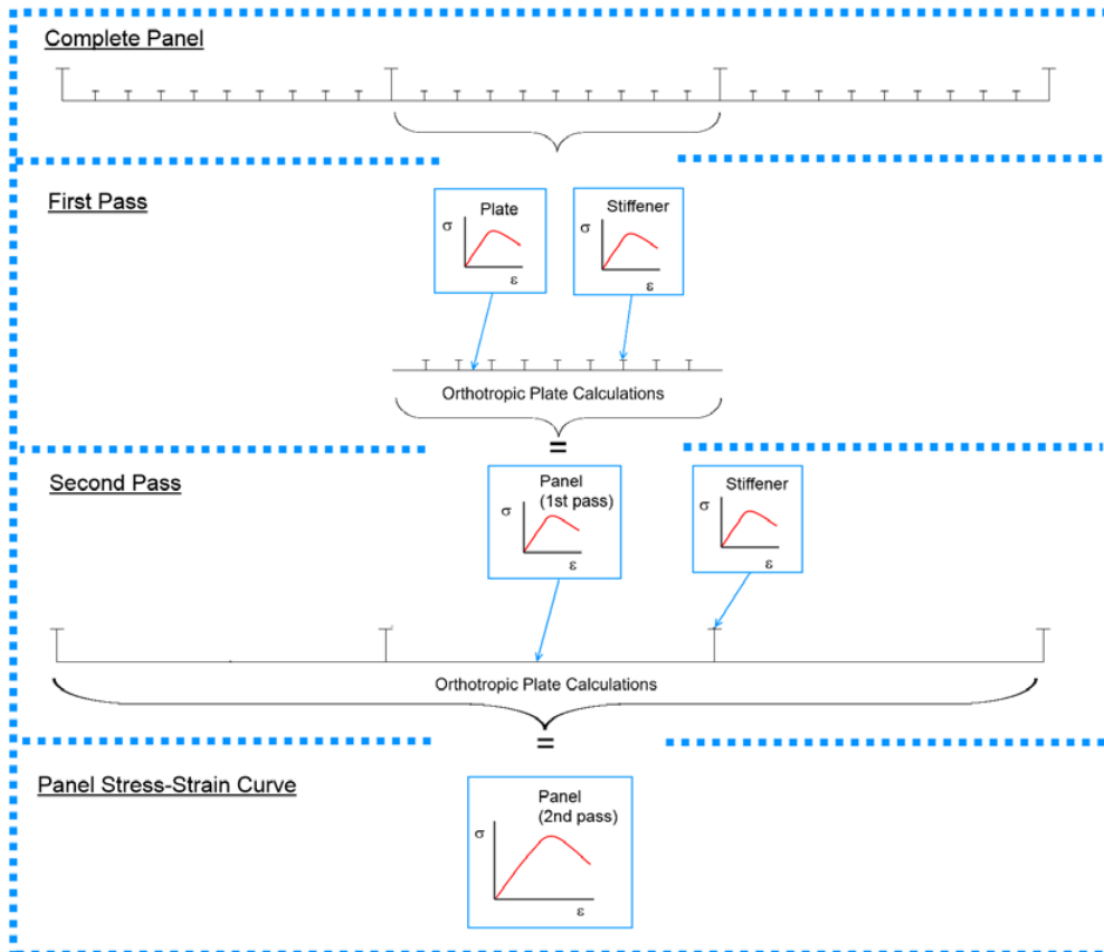 Complete Panel
First Pass
Plate
σ
ε
Stiffener
σ
ε
Orthotropic Plate Calculations
=
Second Pass
Panel
(1st pass)
σ
ε
Stiffener
σ
ε
Orthotropic Plate Calculations
=
Panel Stress-Strain Curve
Panel
(2nd pass)
σ
ε